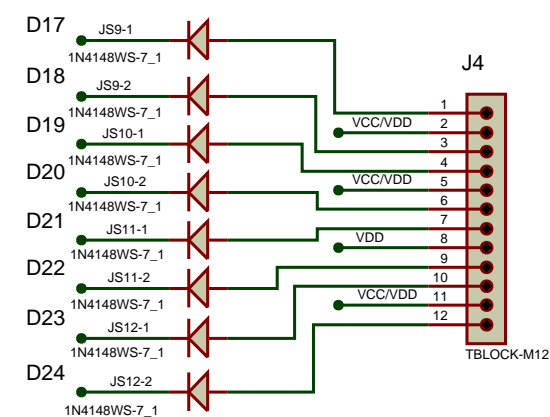 D17
JS9-1
1N4148WS-7_1
D18
JS9-2
1N4148WS-7_1
D19
JS10-1
1N4148WS-7_1
D20
JS10-2
1N4148WS-7_1
D21
JS11-1
1N4148WS-7_1
D22
JS11-2
1N4148WS-7_1
D23
JS12-1
1N4148WS-7_1
D24
JS12-2
1N4148WS-7_1
J4
1
VCC/VDD
2
3
4
VCC/VDD
5
6
7
VDD
8
9
10
VCC/VDD
11
12
TBLOCK-M12